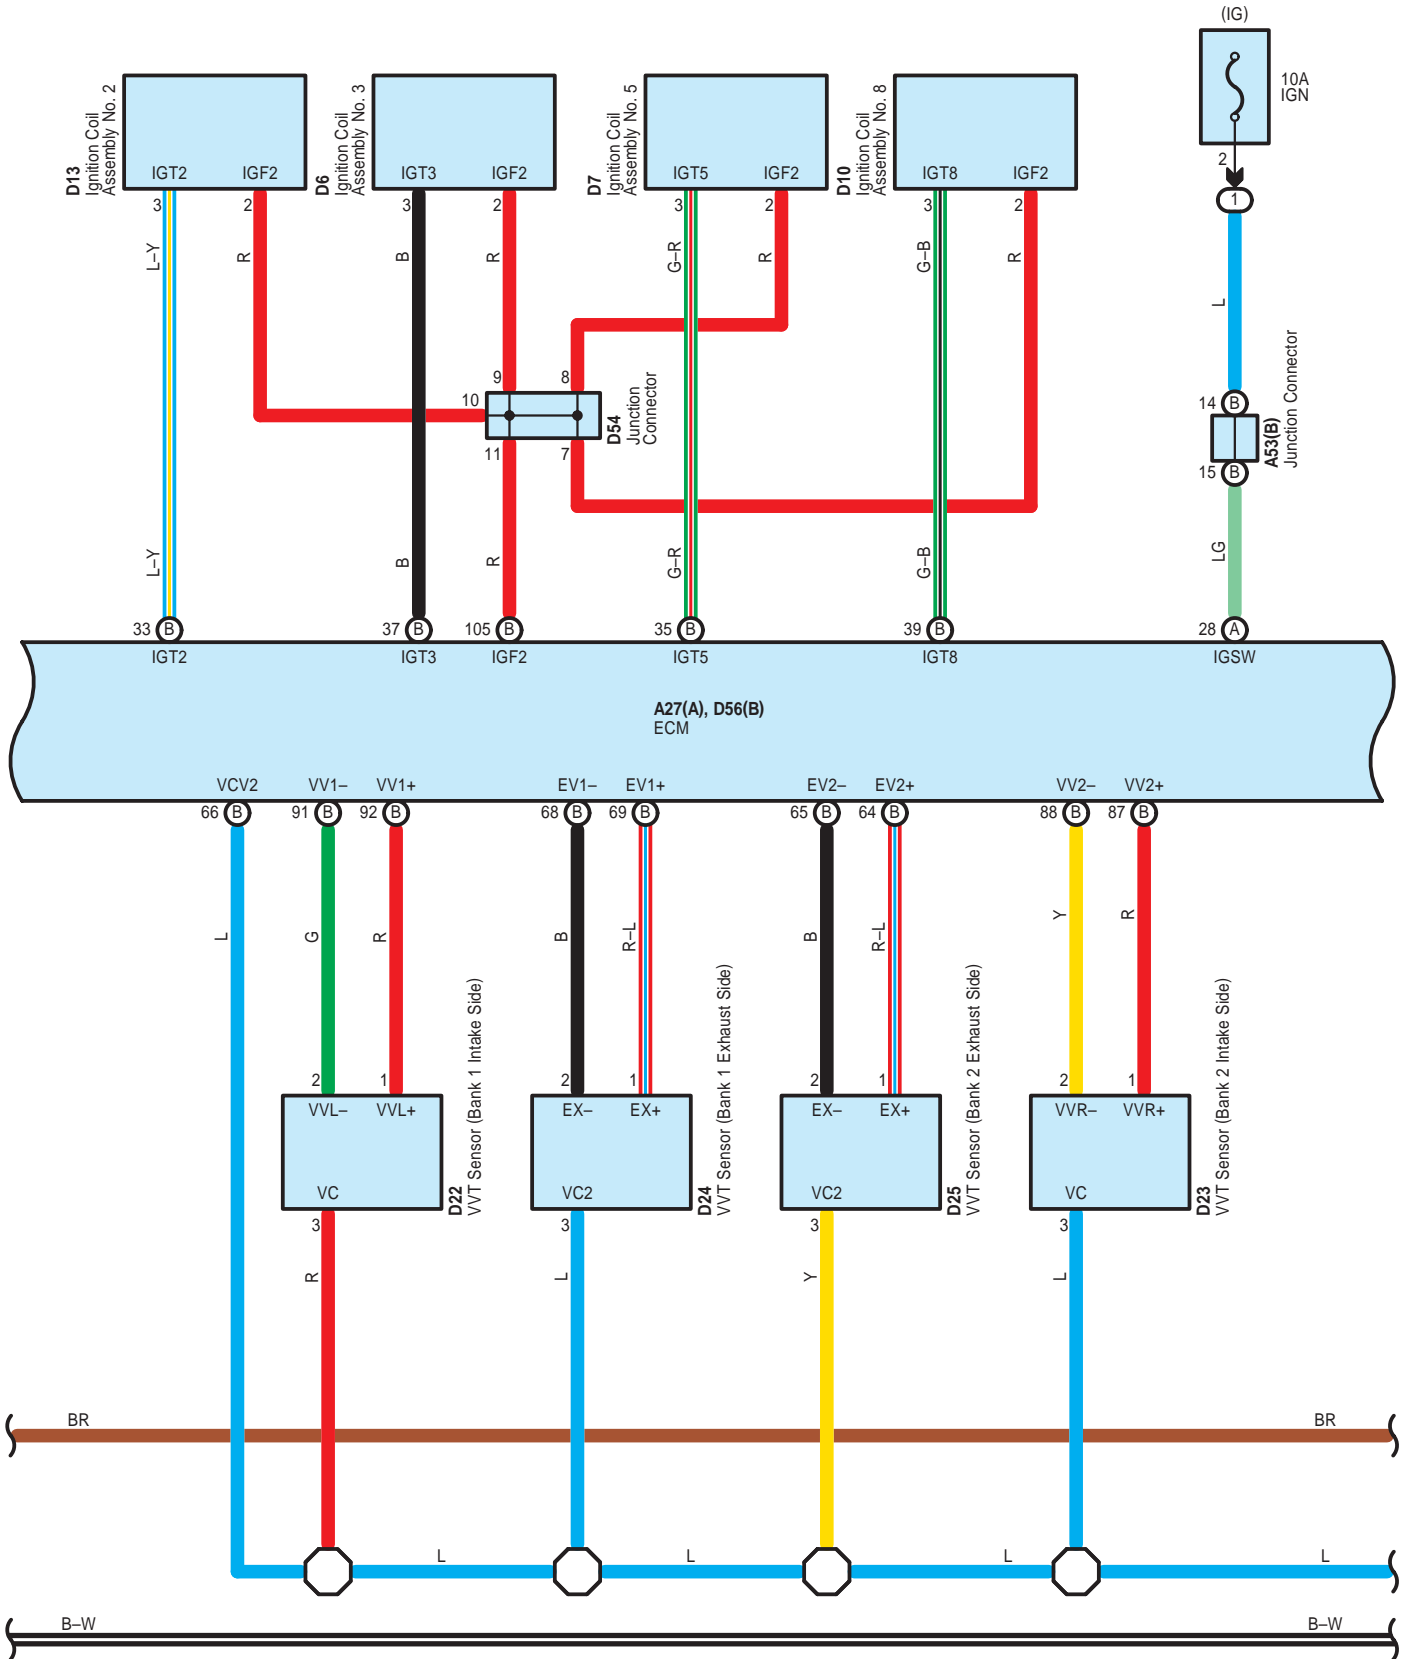 (IG)
10A
IGN
2
1
D13
Ignition Coil
Assembly No. 2
IGT2
IGF2
3
2
D6
Ignition Coil
Assembly No. 3
IGT3
IGF2
3
2
D7
Ignition Coil
Assembly No. 5
IGT5
IGF2
3
2
D10
Ignition Coil
Assembly No. 8
IGT8
IGF2
3
2
L–Y
R
B
R
G–R
R
G–B
R
L
9
8
10
11
7
D54
Junction
Connector
14
B
15
B
A53(B)
Junction Connector
L–Y
B
R
G–R
G–B
LG
33
B
37
B
105
B
35
B
39
B
28
A
IGT2
IGT3
IGF2
IGT5
IGT8
IGSW
A27(A), D56(B)
ECM
VCV2
VV1–
VV1+
EV1–
EV1+
EV2–
EV2+
VV2–
VV2+
66
B
91
B
92
B
68
B
69
B
65
B
64
B
88
B
87
B
L
G
R
B
R–L
B
R–L
Y
R
2
1
VVL–
VVL+
VC
3
D22
VVT Sensor (Bank 1 Intake Side)
2
1
EX–
EX+
VC2
3
D24
VVT Sensor (Bank 1 Exhaust Side)
2
1
EX–
EX+
VC2
3
D25
VVT Sensor (Bank 2 Exhaust Side)
2
1
VVR–
VVR+
VC
3
D23
VVT Sensor (Bank 2 Intake Side)
R
L
Y
L
BR
BR
L
L
L
L
B–W
B–W